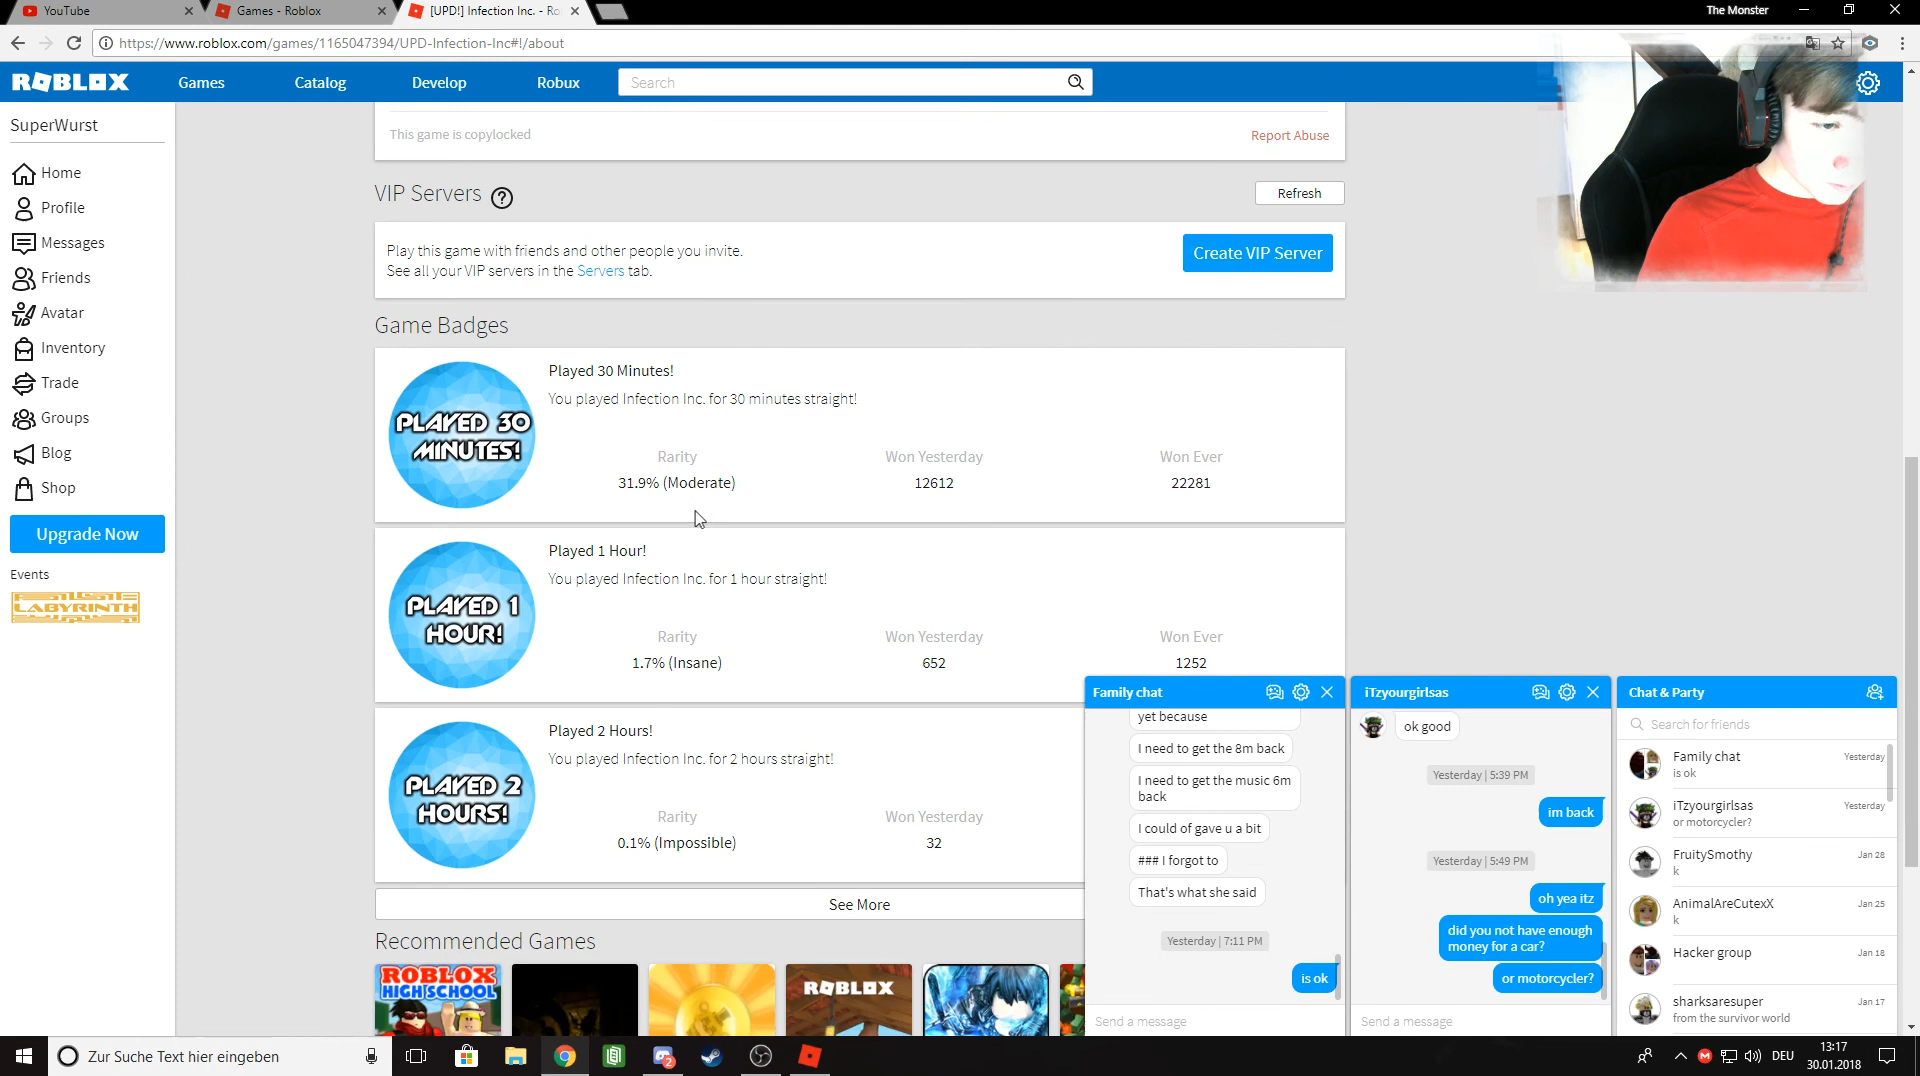 YouTube
Games - Roblox
[UPD!] Infection Inc. - Ro
The Monster
https://www.roblox.com/games/1165047394/UPD-Infection-Inc#!/about
ROBLOX
Games
Catalog
Develop
Robux
Search
SuperWurst
Home
Profile
Messages
Friends
Avatar
Inventory
Trade
Groups
Blog
Shop
Upgrade Now
Events
LABYRINTH
This game is copylocked
Report Abuse
VIP Servers
Refresh
Play this game with friends and other people you invite.
See all your VIP servers in the Servers tab.
Create VIP Server
Game Badges
PLAYED 30
MINUTES!
Played 30 Minutes!
You played Infection Inc. for 30 minutes straight!
Rarity
Won Yesterday
Won Ever
31.9% (Moderate)
12612
22281
PLAYED 1
HOUR!
Played 1 Hour!
You played Infection Inc. for 1 hour straight!
Rarity
Won Yesterday
Won Ever
1.7% (Insane)
652
1252
PLAYED 2
HOURS!
Played 2 Hours!
You played Infection Inc. for 2 hours straight!
Rarity
Won Yesterday
0.1% (Impossible)
32
See More
Recommended Games
ROBLOX
HIGH SCHOOL
ROBLOX
Family chat
yet because
I need to get the 8m back
I need to get the music 6m
back
I could of gave u a bit
### I forgot to
That's what she said
Yesterday | 7:11 PM
is ok
Send a message
iTzyourgirlsas
ok good
Yesterday | 5:39 PM
im back
Yesterday | 5:49 PM
oh yea itz
did you not have enough
money for a car?
or motorcycler?
Send a message
Chat & Party
Search for friends
Family chat
Yesterday
is ok
iTzyourgirlsas
Yesterday
or motorcycler?
FruitySmothy
Jan 28
k
AnimalAreCutexX
Jan 25
k
Hacker group
Jan 18
sharksaresuper
Jan 17
from the survivor world
Zur Suche Text hier eingeben
2
DEU
13:17
30.01.2018